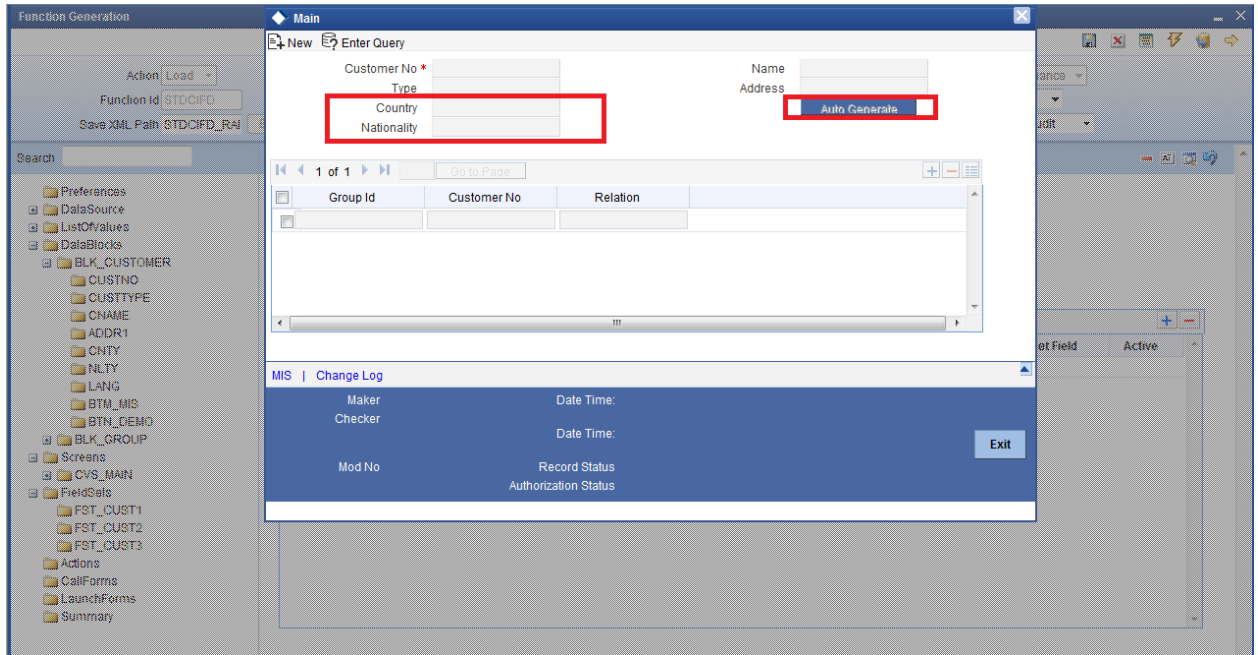 Function Generation
Main
New Enter Query
Customer No *
Name
Type
Address
Country
Auto Generate
Nationality
Action Load
Function Id STDCIFD
Save XML Path STDCIFD_RAI
Search
1 of 1 Go to Page
Group Id Customer No Relation
Preferences
DataSource
ListOfValues
DataBlocks
BLK_CUSTOMER
CUSTNO
CUSTTYPE
CNAME
ADDR1
CNTY
NLTY
LANG
BTM_MIS
BTN_DEMO
BLK_GROUP
Screens
CVS_MAIN
FieldSets
FST_CUST1
FST_CUST2
FST_CUST3
Actions
CallForms
LaunchForms
Summary
Active
MIS | Change Log
Maker Date Time:
Checker
Date Time:
Exit
Mod No Record Status
Authorization Status